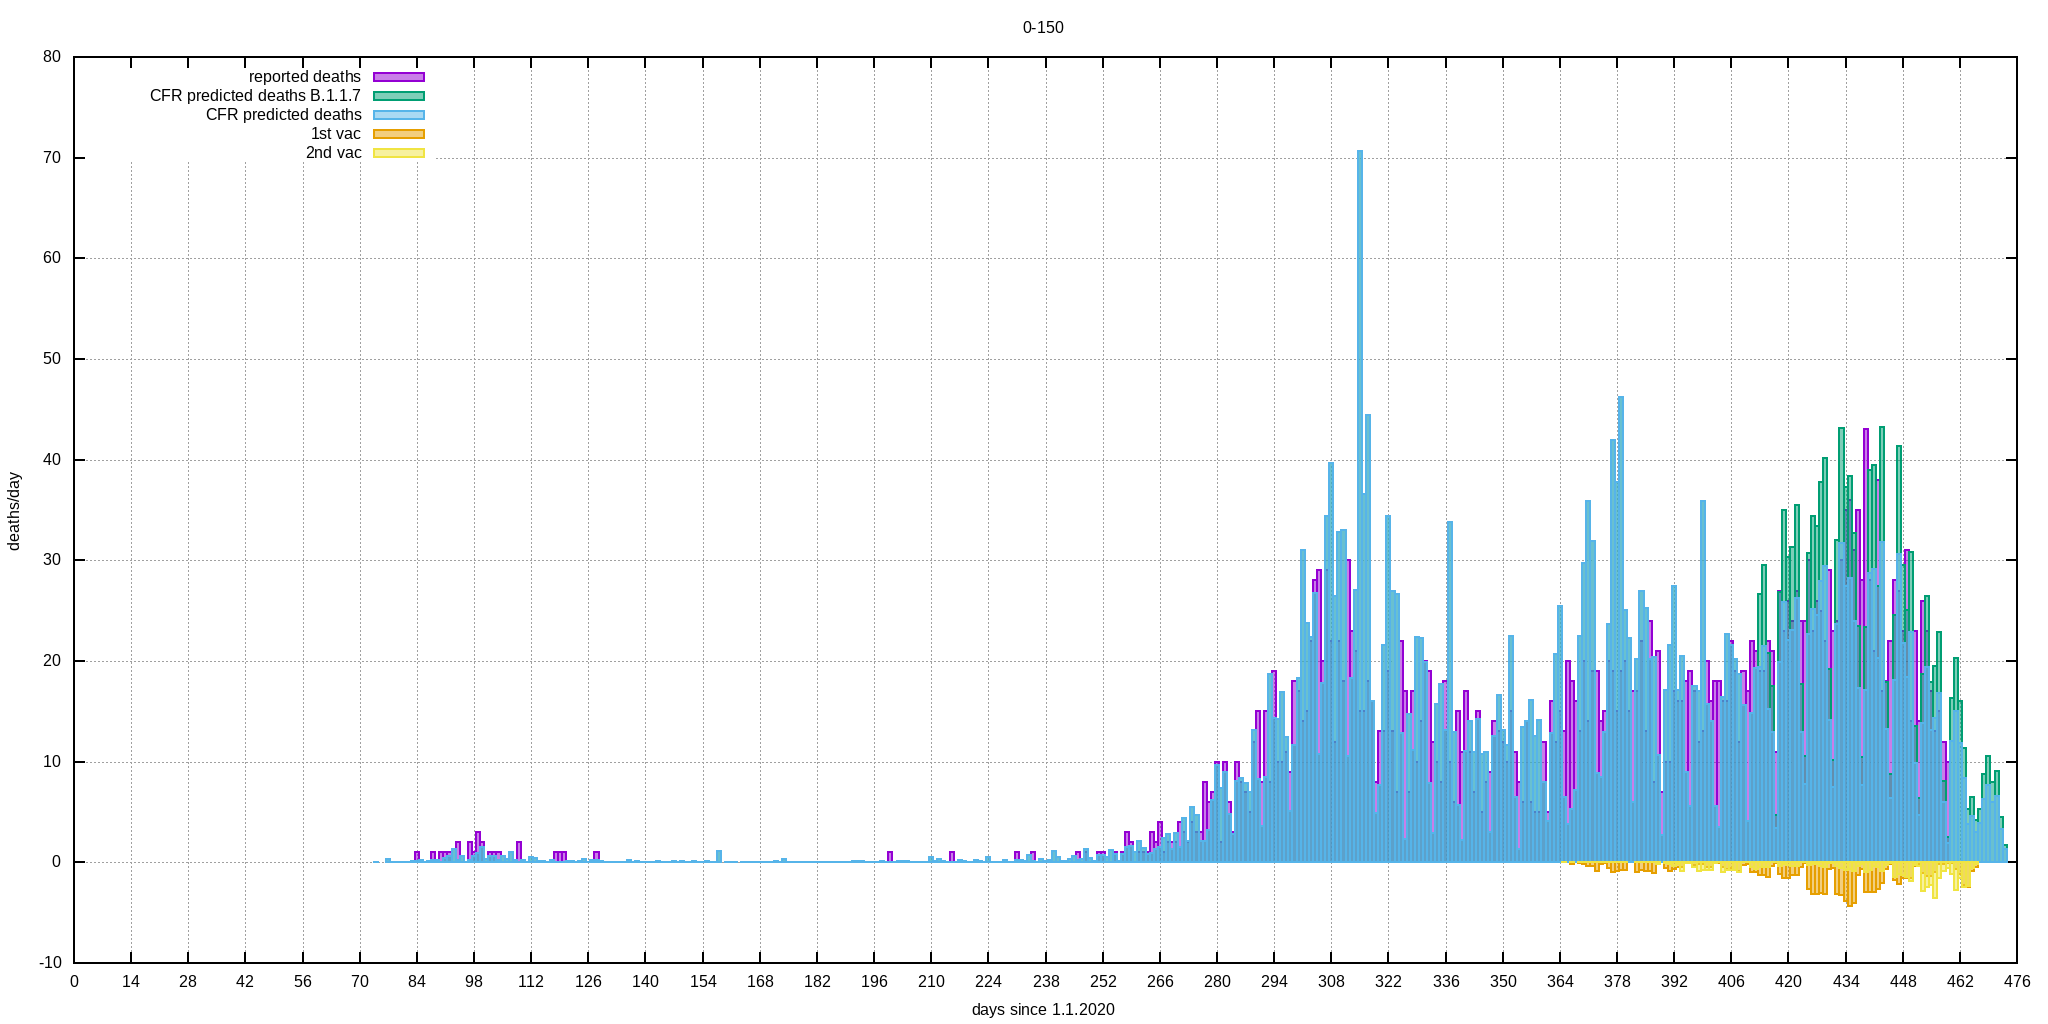 0-150
80
70
60
50
40
30
20
10
0
-10
deaths/day
reported deaths
CFR predicted deaths B.1.1.7
CFR predicted deaths
1st vac
2nd vac
0 14 28 42 56 70 84 98 112 126 140 154 168 182 196 210 224 238 252 266 280 294 308 322 336 350 364 378 392 406 420 434 448 462 476
days since 1.1.2020